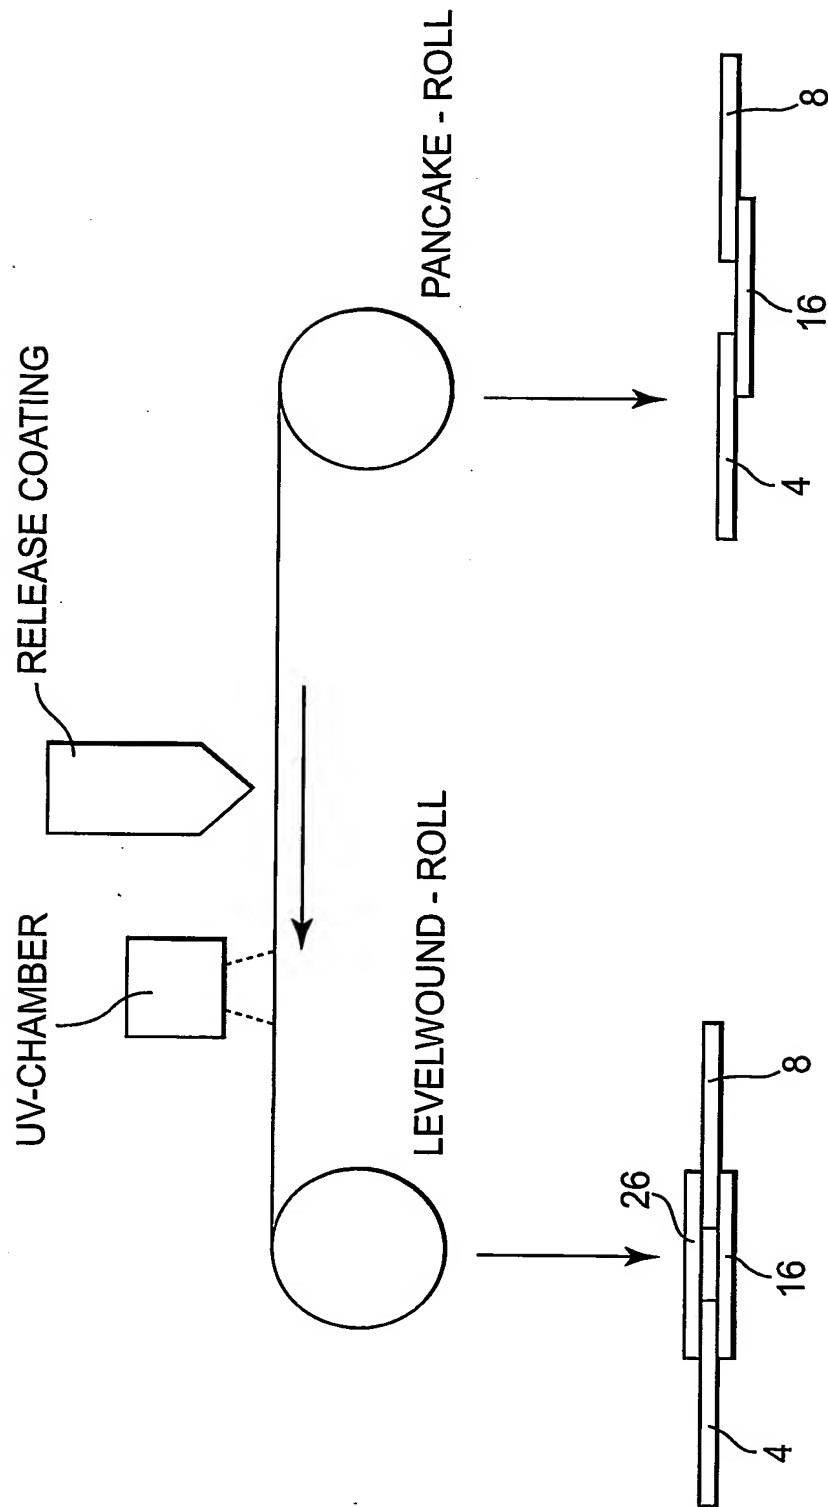 RELEASE COATING
UV-CHAMBER
PANCAKE - ROLL
LEVELWOUND - ROLL
26
8
16
4
8
16
4